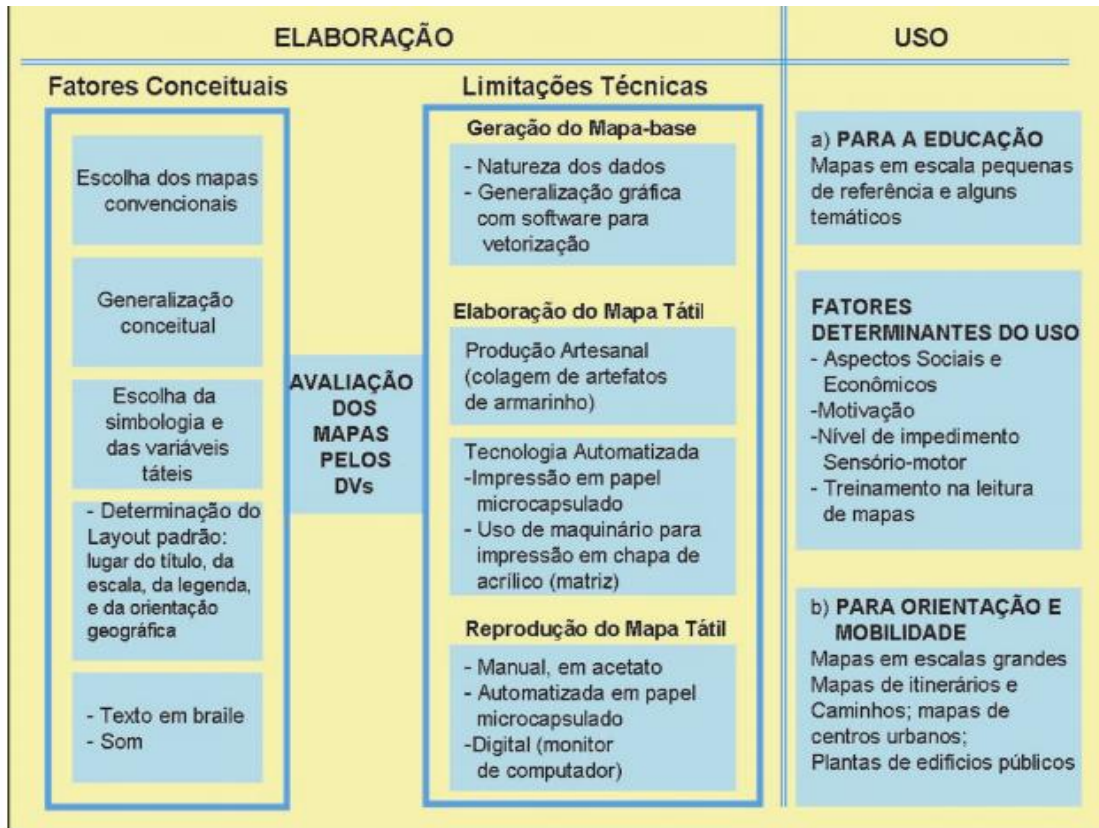 ELABORAÇÃO
Fatores Conceituais
Escolha dos mapas
convencionais
Generalização
conceitual
Escolha da
simbologia e
das variáveis
táteis
- Determinação do
Layout padrão:
lugar do título, da
escala, da legenda,
e da orientação
geográfica
- Texto em braile
- Som
AVALIAÇÃO
DOS
MAPAS
PELOS
DVs
Limitações Técnicas
Geração do Mapa-base
- Natureza dos dados
- Generalização gráfica
com software para
vetorização
Elaboração do Mapa Tátil
Produção Artesanal
(colagem de artefatos
de armarinho)
Tecnologia Automatizada
-Impressão em papel
microcapsulado
- Uso de maquinário para
impressão em chapa de
acrílico (matriz)
Reprodução do Mapa Tátil
- Manual, em acetato
- Automatizada em papel
microcapsulado
-Digital (monitor
de computador)
USO
a) PARA A EDUCAÇÃO
Mapas em escala pequenas
de referência e alguns
temáticos
FATORES
DETERMINANTES DO USO
- Aspectos Sociais e
Econômicos
-Motivação
-Nível de impedimento
Sensório-motor
- Treinamento na leitura
de mapas
b) PARA ORIENTAÇÃO E
MOBILIDADE
Mapas em escalas grandes
Mapas de itinerários e
Caminhos; mapas de
centros urbanos;
Plantas de edifícios públicos